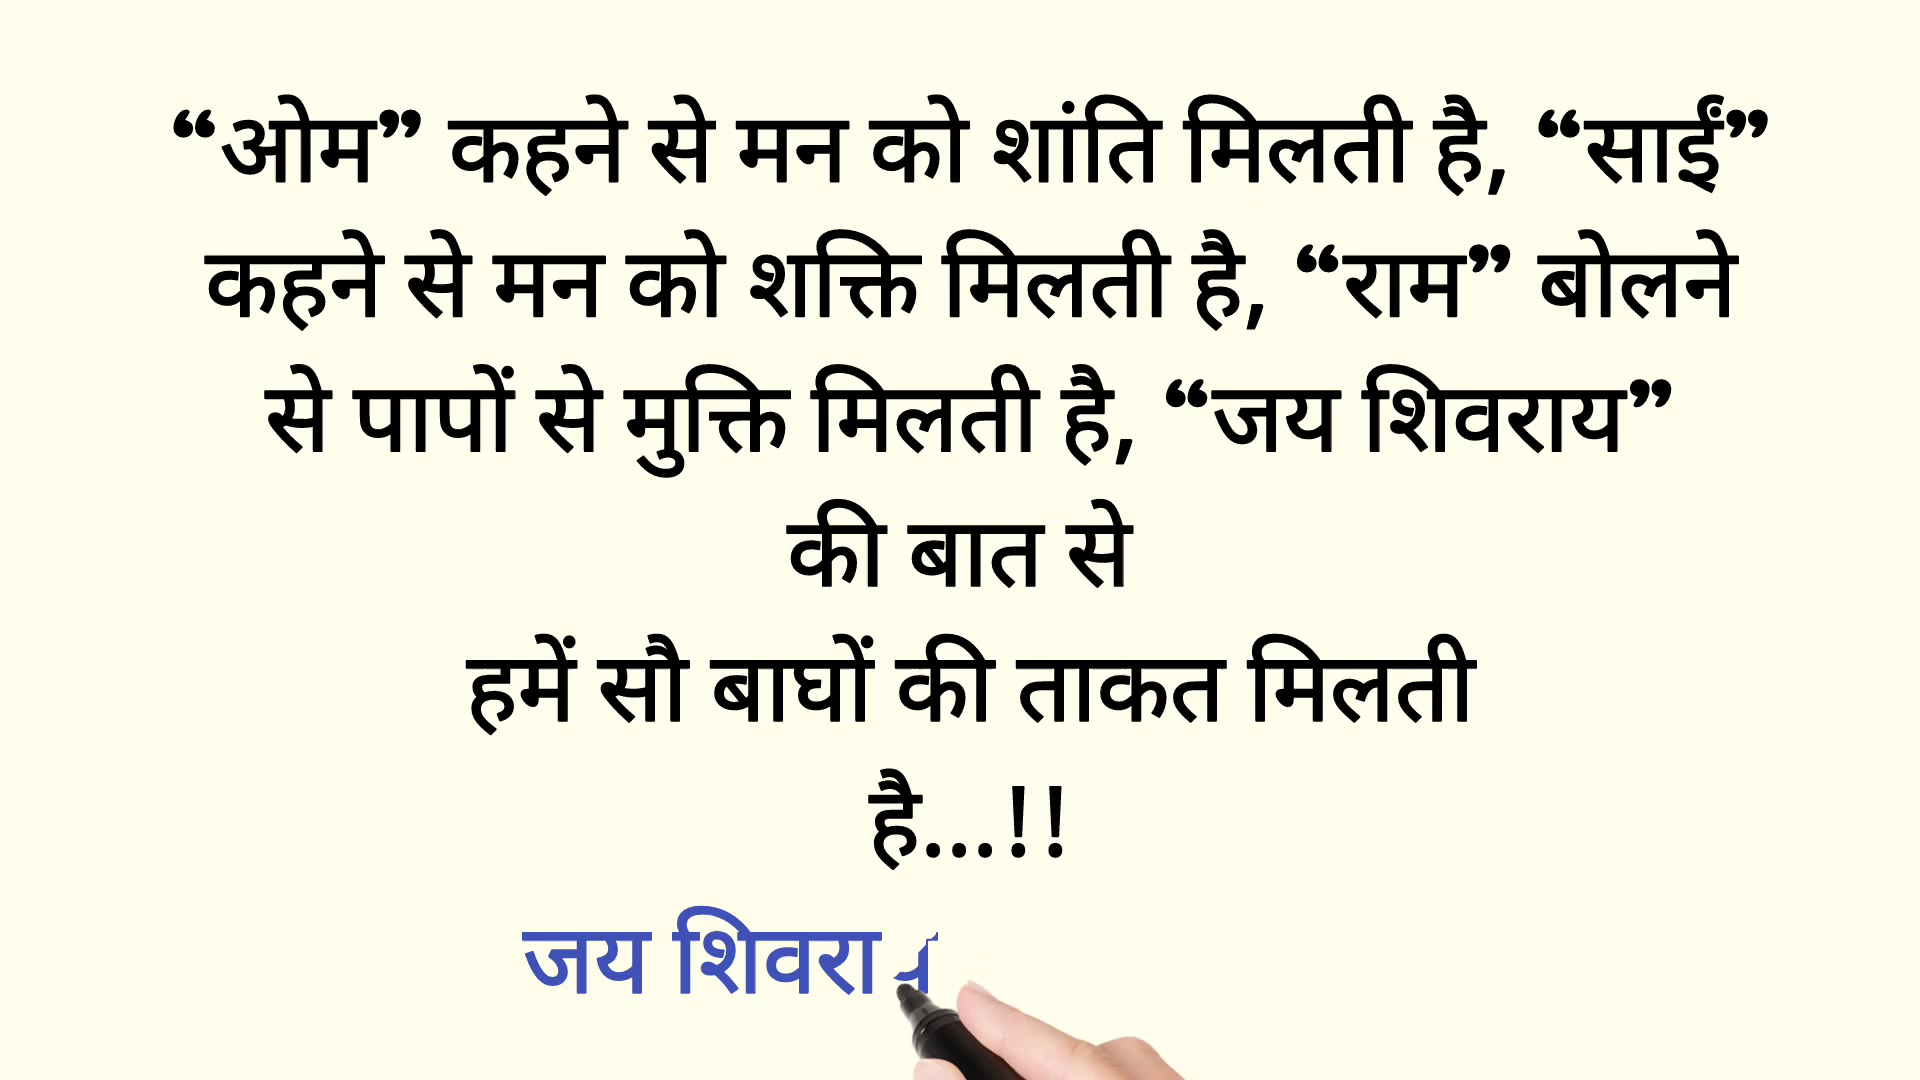 “ओम” कहने से मन को शांति मिलती है, “साईं”
कहने से मन को शक्ति मिलती है, “राम” बोलने
से पापों से मुक्ति मिलती है, “जय शिवराय”
की बात से
हमें सौ बाघों की ताकत मिलती
है...!!
जय शिवरा